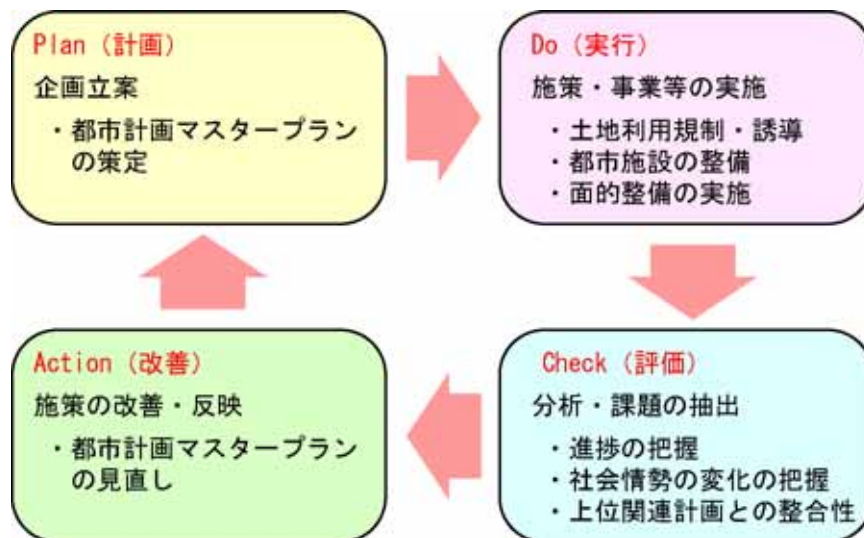 Plan（計画）
企画立案
・都市計画マスタープラン
の策定
Do（実行）
施策・事業等の実施
・土地利用規制・誘導
・都市施設の整備
・面的整備の実施
Check（評価）
分析・課題の抽出
・進捗の把握
・社会情勢の変化の把握
・上位関連計画との整合性
Action（改善）
施策の改善・反映
・都市計画マスタープラン
の見直し